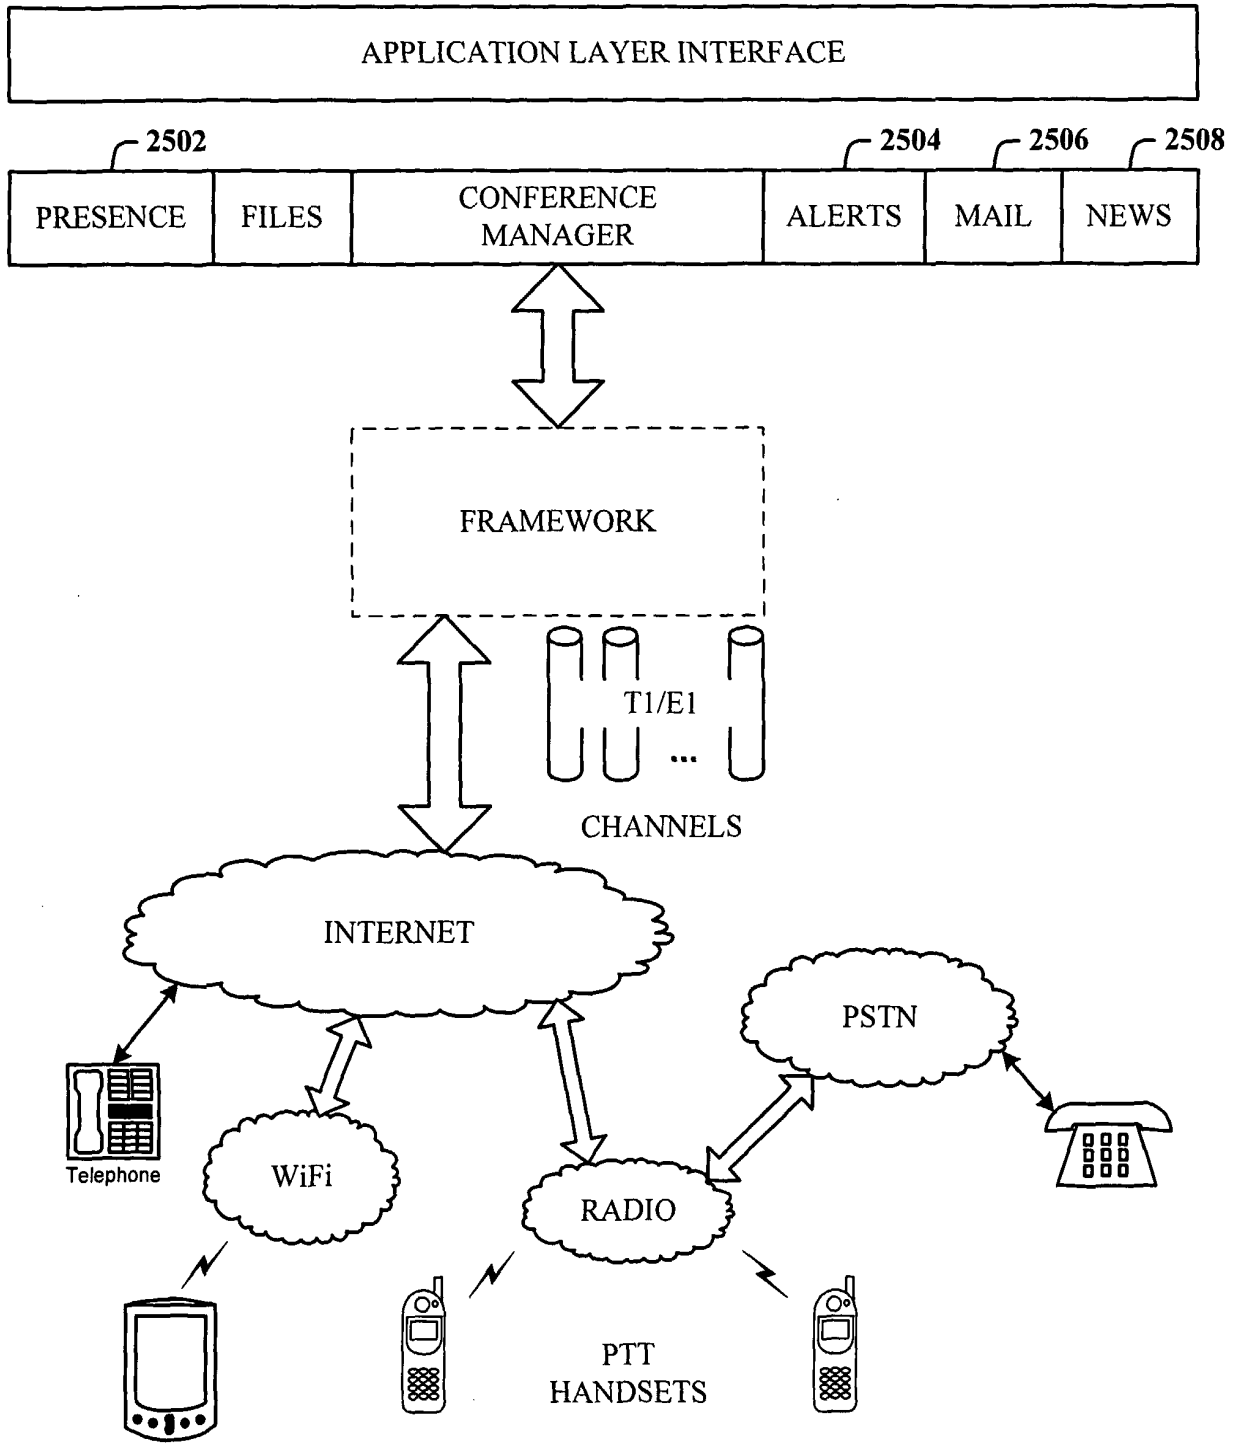 APPLICATION LAYER INTERFACE
2502
2504
2506
2508
PRESENCE
FILES
CONFERENCE
MANAGER
ALERTS
MAIL
NEWS
FRAMEWORK
T1/E1
...
CHANNELS
INTERNET
PSTN
Telephone
WiFi
RADIO
PTT
HANDSETS